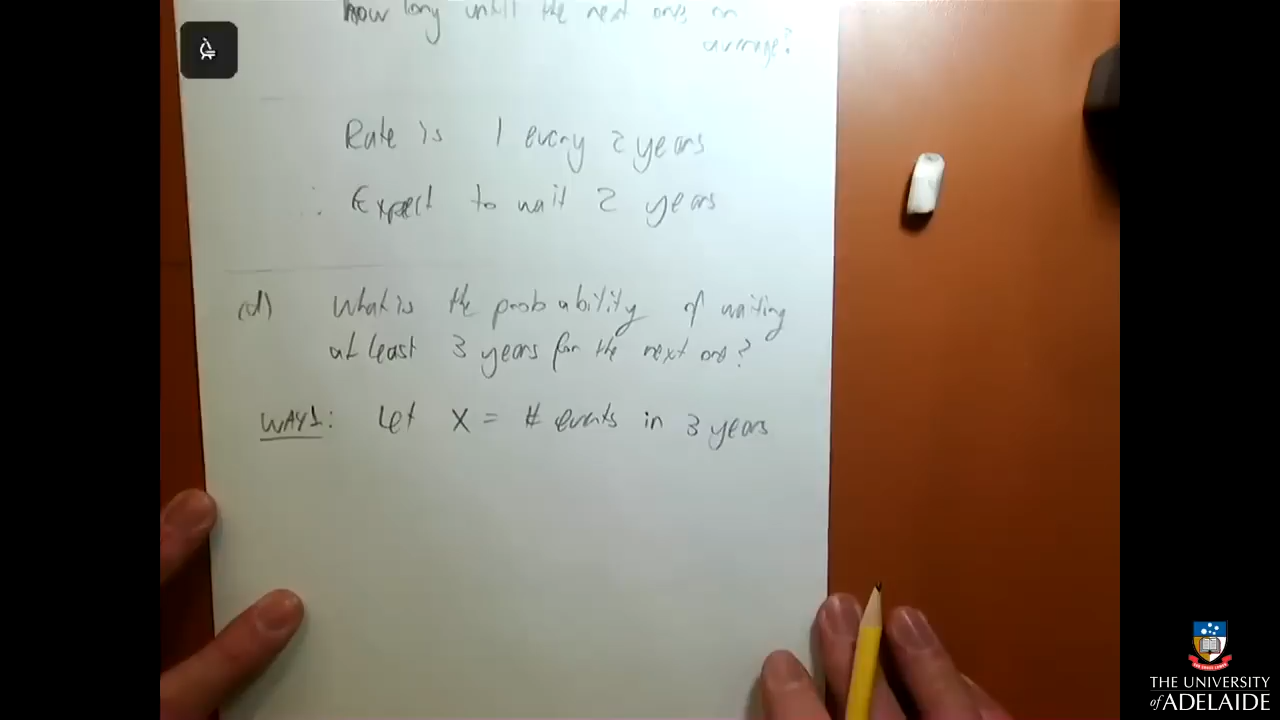 how long until the next one on
average?
Rate is 1 every 2 years
∴ Expect to wait 2 years
(d) What is the probability of waiting
at least 3 years for the next one?
WAY1: Let X = # events in 3 years
THE UNIVERSITY
of ADELAIDE